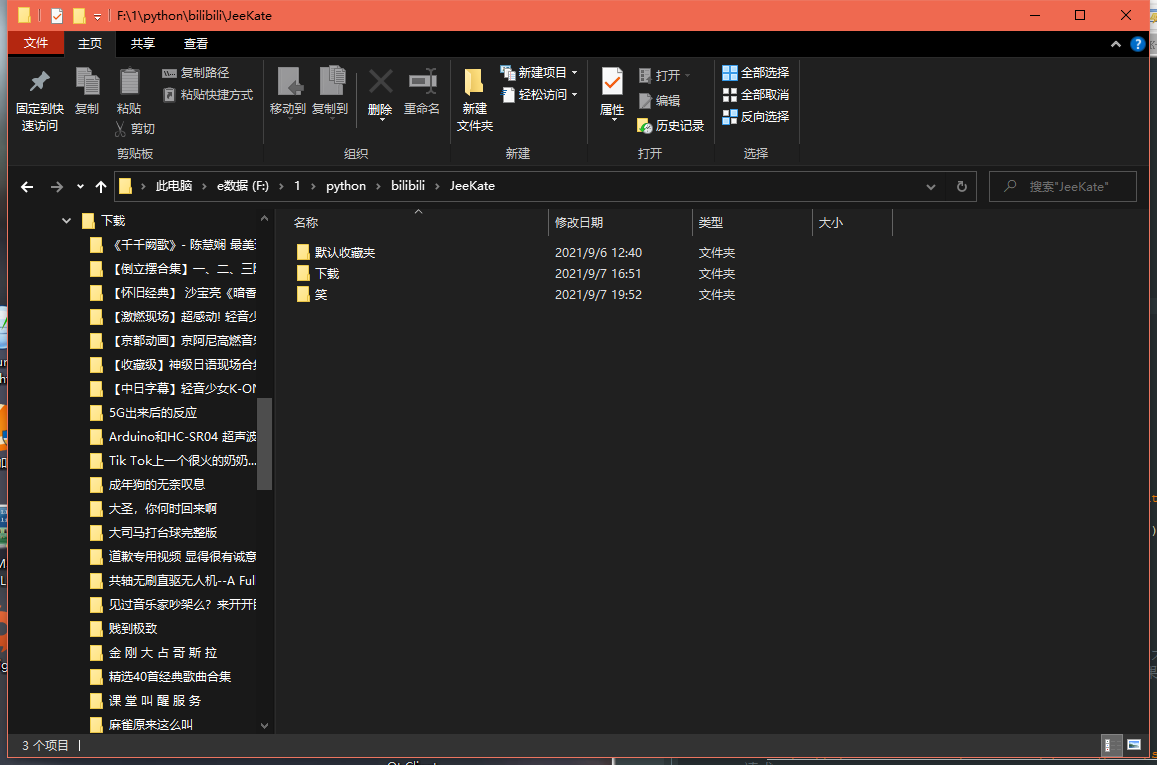 F:\1\python\bilibili\JeeKate
文件 主页 共享 查看
固定到快速访问
复制
粘贴
复制路径
粘贴快捷方式
剪切
剪贴板
移动到
复制到
删除
重命名
组织
新建文件夹
新建项目
轻松访问
新建
属性
打开
编辑
历史记录
打开
全部选择
全部取消
反向选择
选择
此电脑 e数据 (F:) 1 python bilibili JeeKate
搜索"JeeKate"
名称 修改日期 类型 大小
默认收藏夹 2021/9/6 12:40 文件夹
下载 2021/9/7 16:51 文件夹
笑 2021/9/7 19:52 文件夹
下载
《千千阙歌》- 陈慧娴 最美
【倒立摆合集】一、二、三
【怀旧经典】 沙宝亮《暗香
【激燃现场】超感动! 轻音少
【京都动画】京阿尼高燃音
【收藏级】神级日语现场合
【中日字幕】轻音少女K-ON
5G出来后的反应
Arduino和HC-SR04 超声波
Tik Tok上一个很火的奶奶...
成年狗的无奈叹息
大圣，你何时回来啊
大司马打台球完整版
道歉专用视频 显得很有诚意
共轴无刷直驱无人机--A Ful
见过音乐家吵架么？来开开
贱到极致
金 刚 大 占 哥 斯 拉
精选40首经典歌曲合集
课 堂 叫 醒 服 务
麻雀原来这么叫
3 个项目